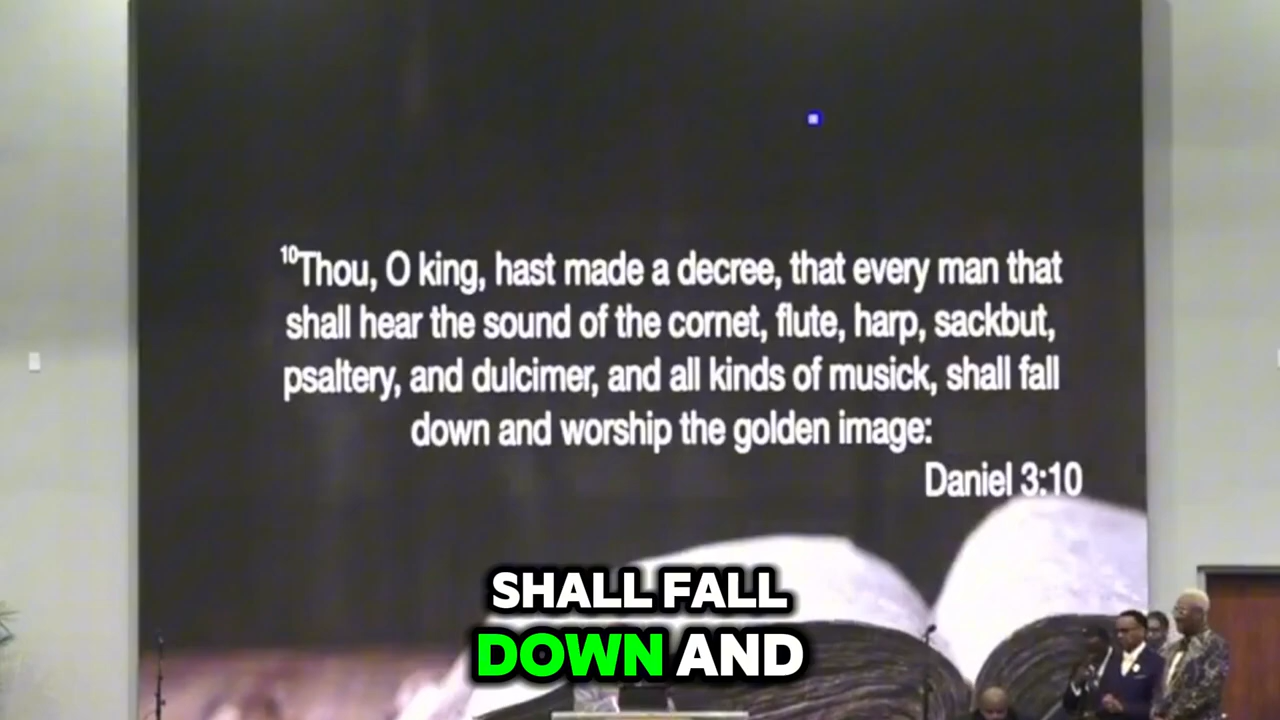 10Thou, O king, hast made a decree, that every man that
shall hear the sound of the cornet, flute, harp, sackbut,
psaltery, and dulcimer, and all kinds of musick, shall fall
down and worship the golden image:
Daniel 3:10
SHALL FALL
DOWN AND